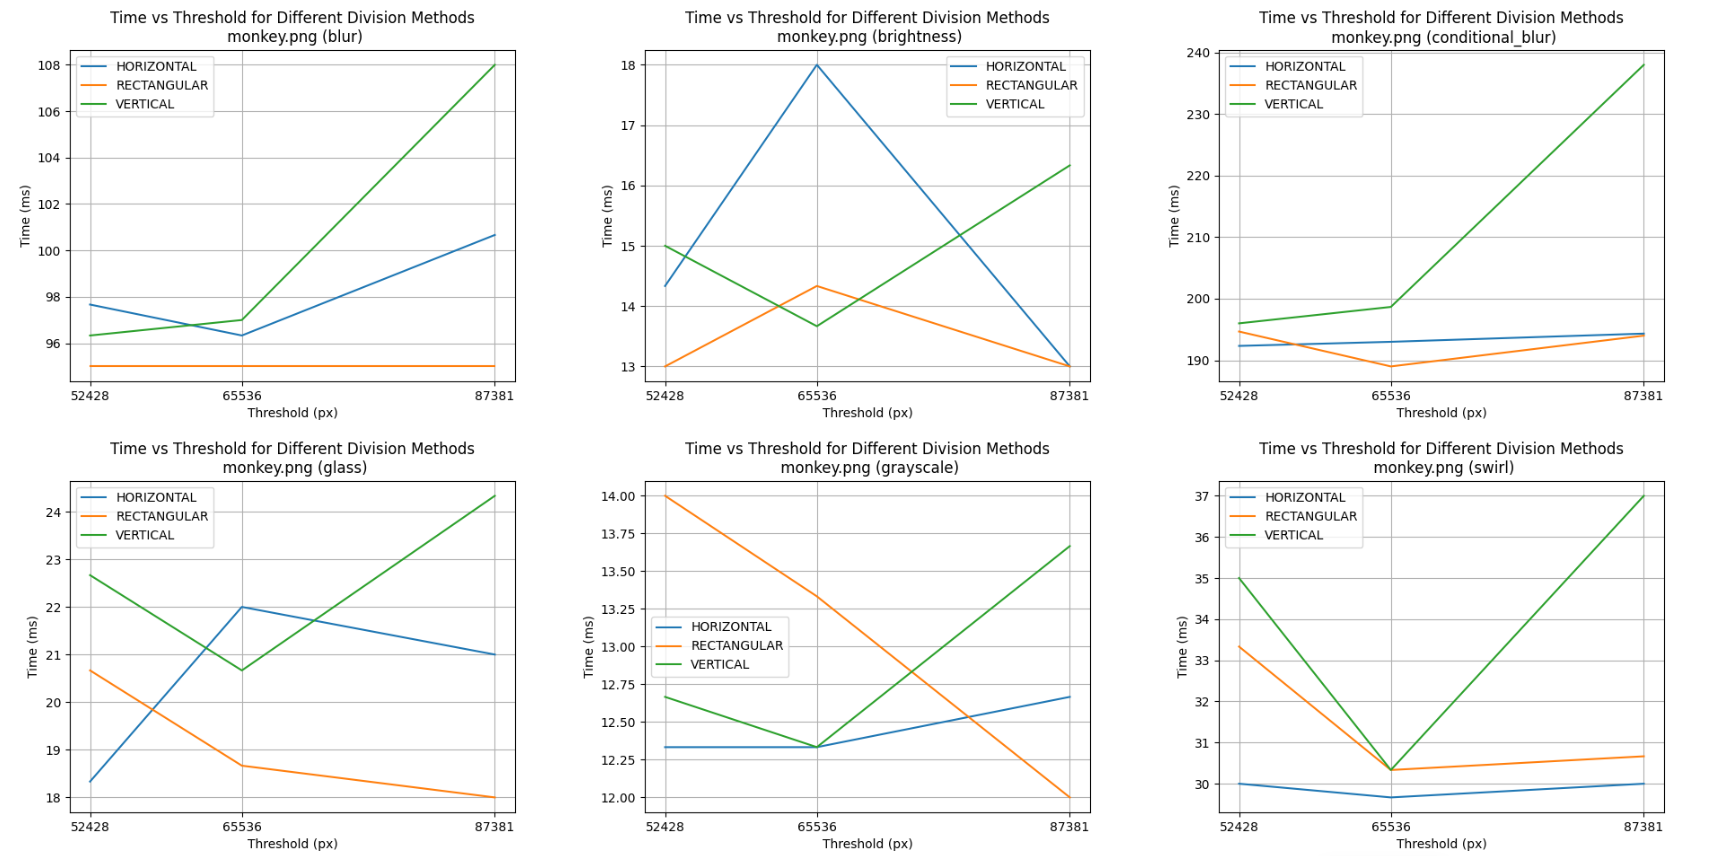 Time vs Threshold for Different Division Methods
monkey.png (blur)
HORIZONTAL
RECTANGULAR
VERTICAL
108
106
104
102
100
98
96
Time (ms)
52428
65536
87381
Threshold (px)
Time vs Threshold for Different Division Methods
monkey.png (brightness)
HORIZONTAL
RECTANGULAR
VERTICAL
18
17
16
15
14
13
Time (ms)
52428
65536
87381
Threshold (px)
Time vs Threshold for Different Division Methods
monkey.png (conditional_blur)
HORIZONTAL
RECTANGULAR
VERTICAL
240
230
220
210
200
190
Time (ms)
52428
65536
87381
Threshold (px)
Time vs Threshold for Different Division Methods
monkey.png (glass)
HORIZONTAL
RECTANGULAR
VERTICAL
24
23
22
21
20
19
18
Time (ms)
52428
65536
87381
Threshold (px)
Time vs Threshold for Different Division Methods
monkey.png (grayscale)
14.00
13.75
13.50
13.25
13.00
12.75
12.50
12.25
12.00
HORIZONTAL
RECTANGULAR
VERTICAL
Time (ms)
52428
65536
87381
Threshold (px)
Time vs Threshold for Different Division Methods
monkey.png (swirl)
HORIZONTAL
RECTANGULAR
VERTICAL
37
36
35
34
33
32
31
30
Time (ms)
52428
65536
87381
Threshold (px)